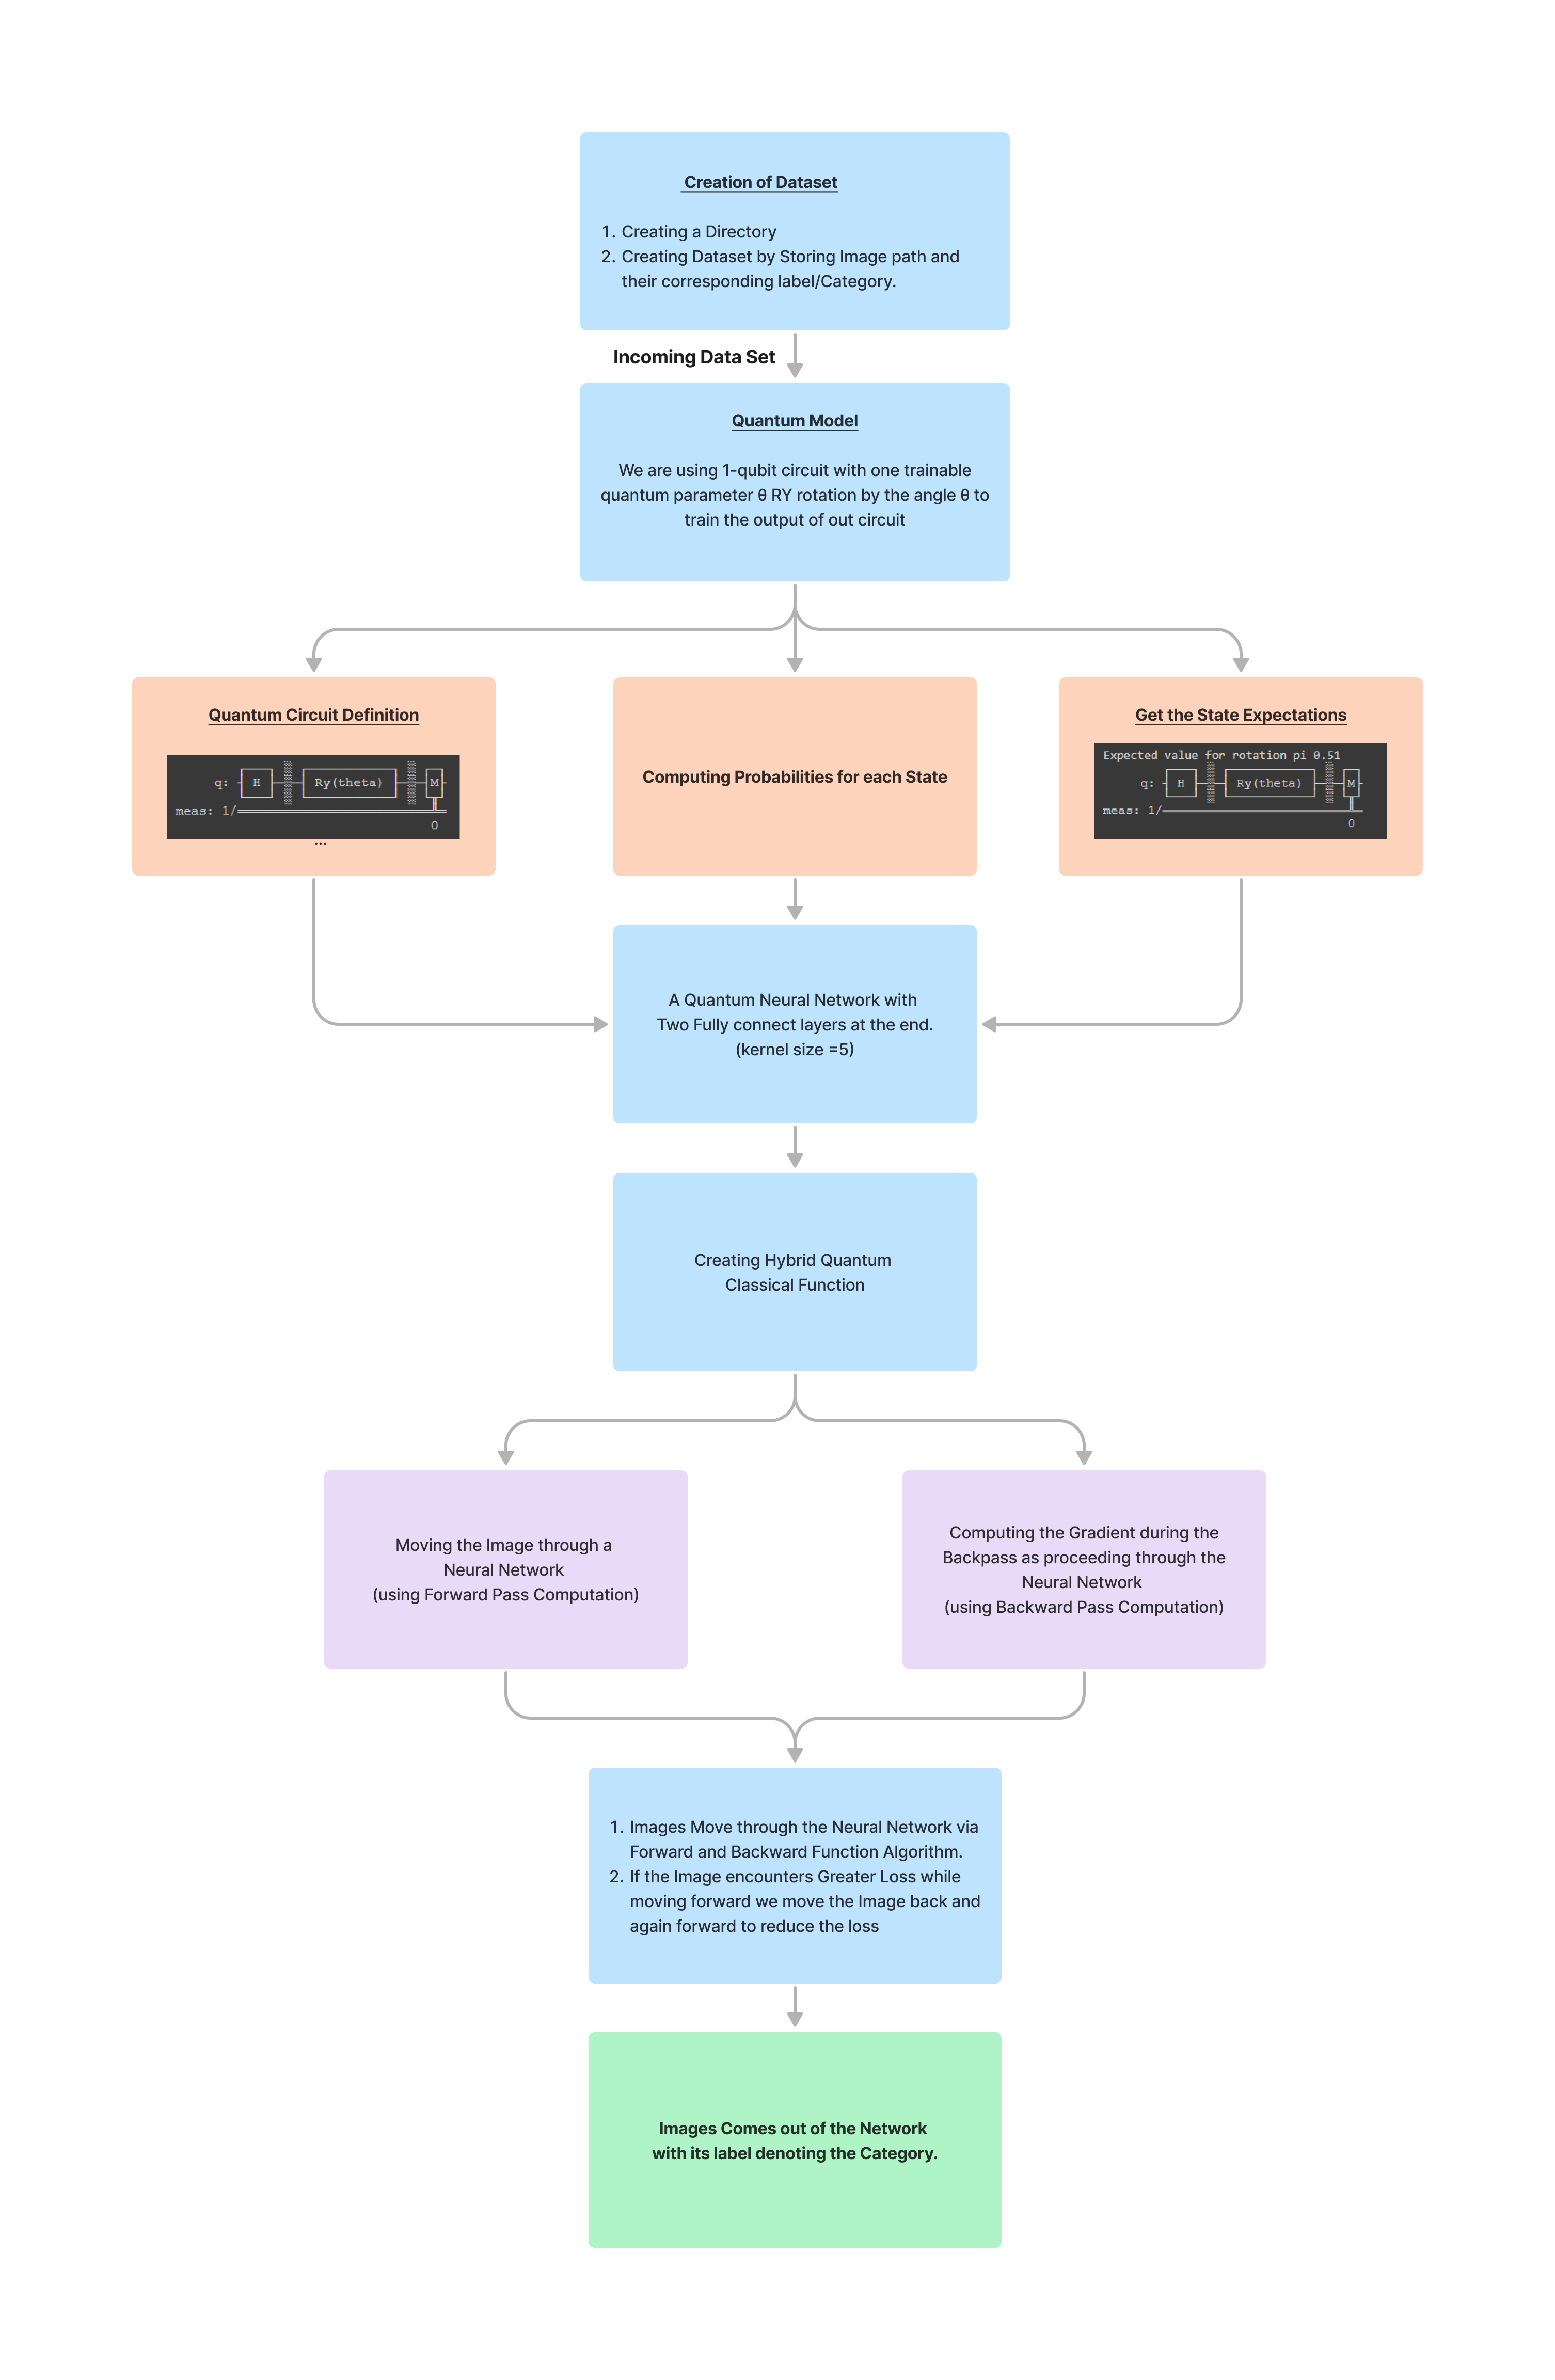 Creation of Dataset
1. Creating a Directory
2. Creating Dataset by Storing Image path and
their corresponding label/Category.
Incoming Data Set
Quantum Model
We are using 1-qubit circuit with one trainable
quantum parameter θ RY rotation by the angle θ to
train the output of out circuit
Quantum Circuit Definition
q: H Ry(theta) M
meas: 1/
0
...
Computing Probabilities for each State
Get the State Expectations
Expected value for rotation pi 0.51
q: H Ry(theta) M
meas: 1/
0
A Quantum Neural Network with
Two Fully connect layers at the end.
(kernel size =5)
Creating Hybrid Quantum
Classical Function
Moving the Image through a
Neural Network
(using Forward Pass Computation)
Computing the Gradient during the
Backpass as proceeding through the
Neural Network
(using Backward Pass Computation)
1. Images Move through the Neural Network via
Forward and Backward Function Algorithm.
2. If the Image encounters Greater Loss while
moving forward we move the Image back and
again forward to reduce the loss
Images Comes out of the Network
with its label denoting the Category.